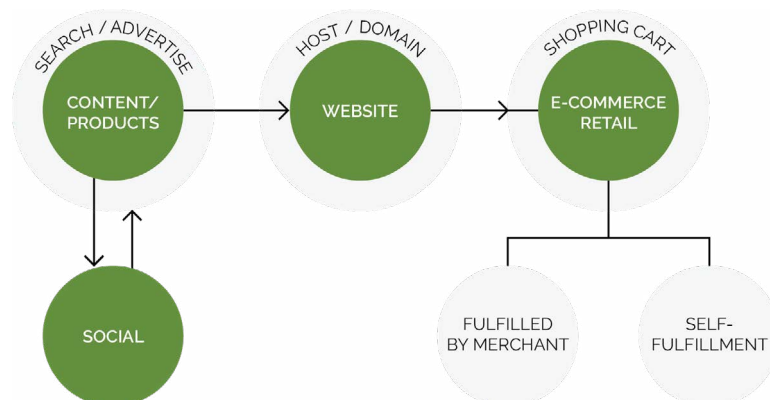 SEARCH / ADVERTISE
HOST / DOMAIN
SHOPPING CART
CONTENT/
PRODUCTS
WEBSITE
E-COMMERCE
RETAIL
SOCIAL
FULFILLED
BY MERCHANT
SELF-
FULFILLMENT